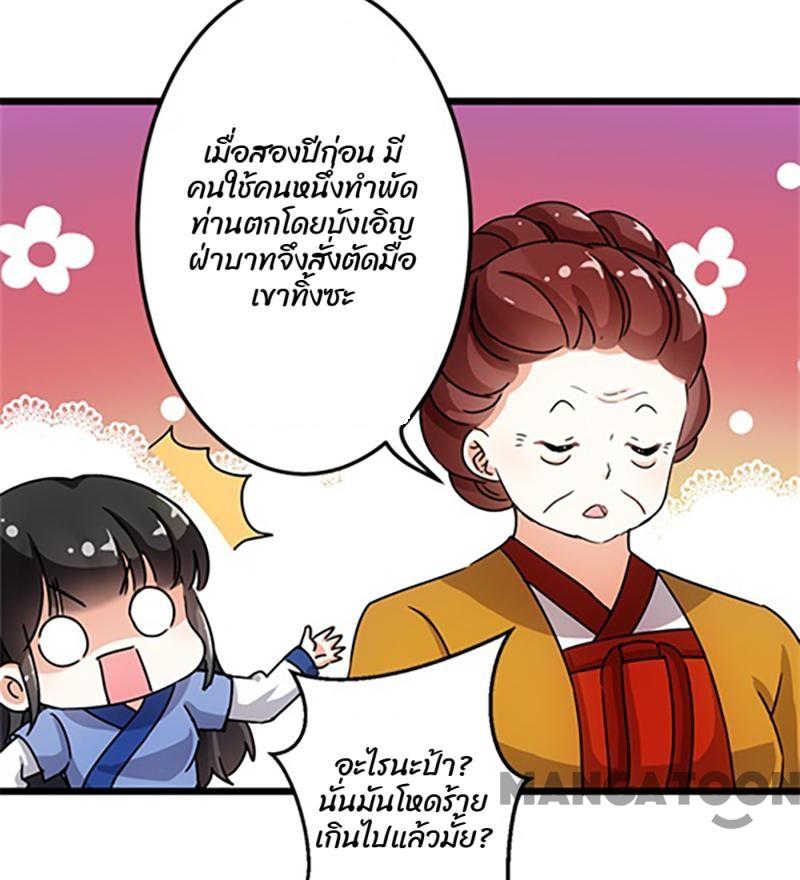 เมื่อสองปีก่อน มี
คนใช้คนหนึ่งทำพัด
ท่านตกโดยบังเอิญ
ฝ่าบาทจึงสั่งตัดมือ
เขาทิ้งซะ
อะไรนะป้า?
นั่นมันโหดร้าย
เกินไปแล้วมั้ย?
MANGATOON